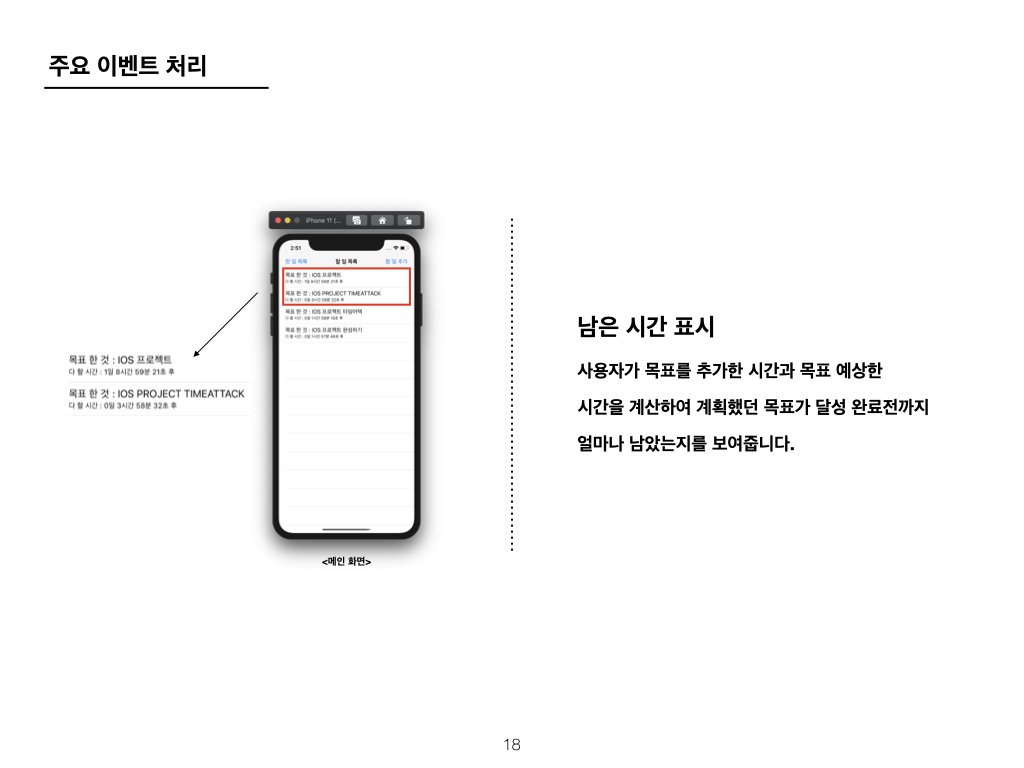 주요 이벤트 처리
iPhone 11 (...
2:51
한 일 목록 할 일 목록 할 일 추가
목표 한 것 : IOS 프로젝트
다 할 시간 : 1일 8시간 59분 21초 후
목표 한 것 : IOS PROJECT TIMEATTACK
다 할 시간 : 0일 3시간 58분 32초 후
목표 한 것 : IOS 프로젝트 타임어택
다 할 시간 : 0일 1시간
목표 한 것 : IOS 프로젝트 완성하기
다 할 시간 : 0일 1시간 57분
목표 한 것 : IOS 프로젝트
다 할 시간 : 1일 8시간 59분 21초 후
목표 한 것 : IOS PROJECT TIMEATTACK
다 할 시간 : 0일 3시간 58분 32초 후
<메인 화면>
남은 시간 표시
사용자가 목표를 추가한 시간과 목표 예상한
시간을 계산하여 계획했던 목표가 달성 완료전까지
얼마나 남았는지를 보여줍니다.
18